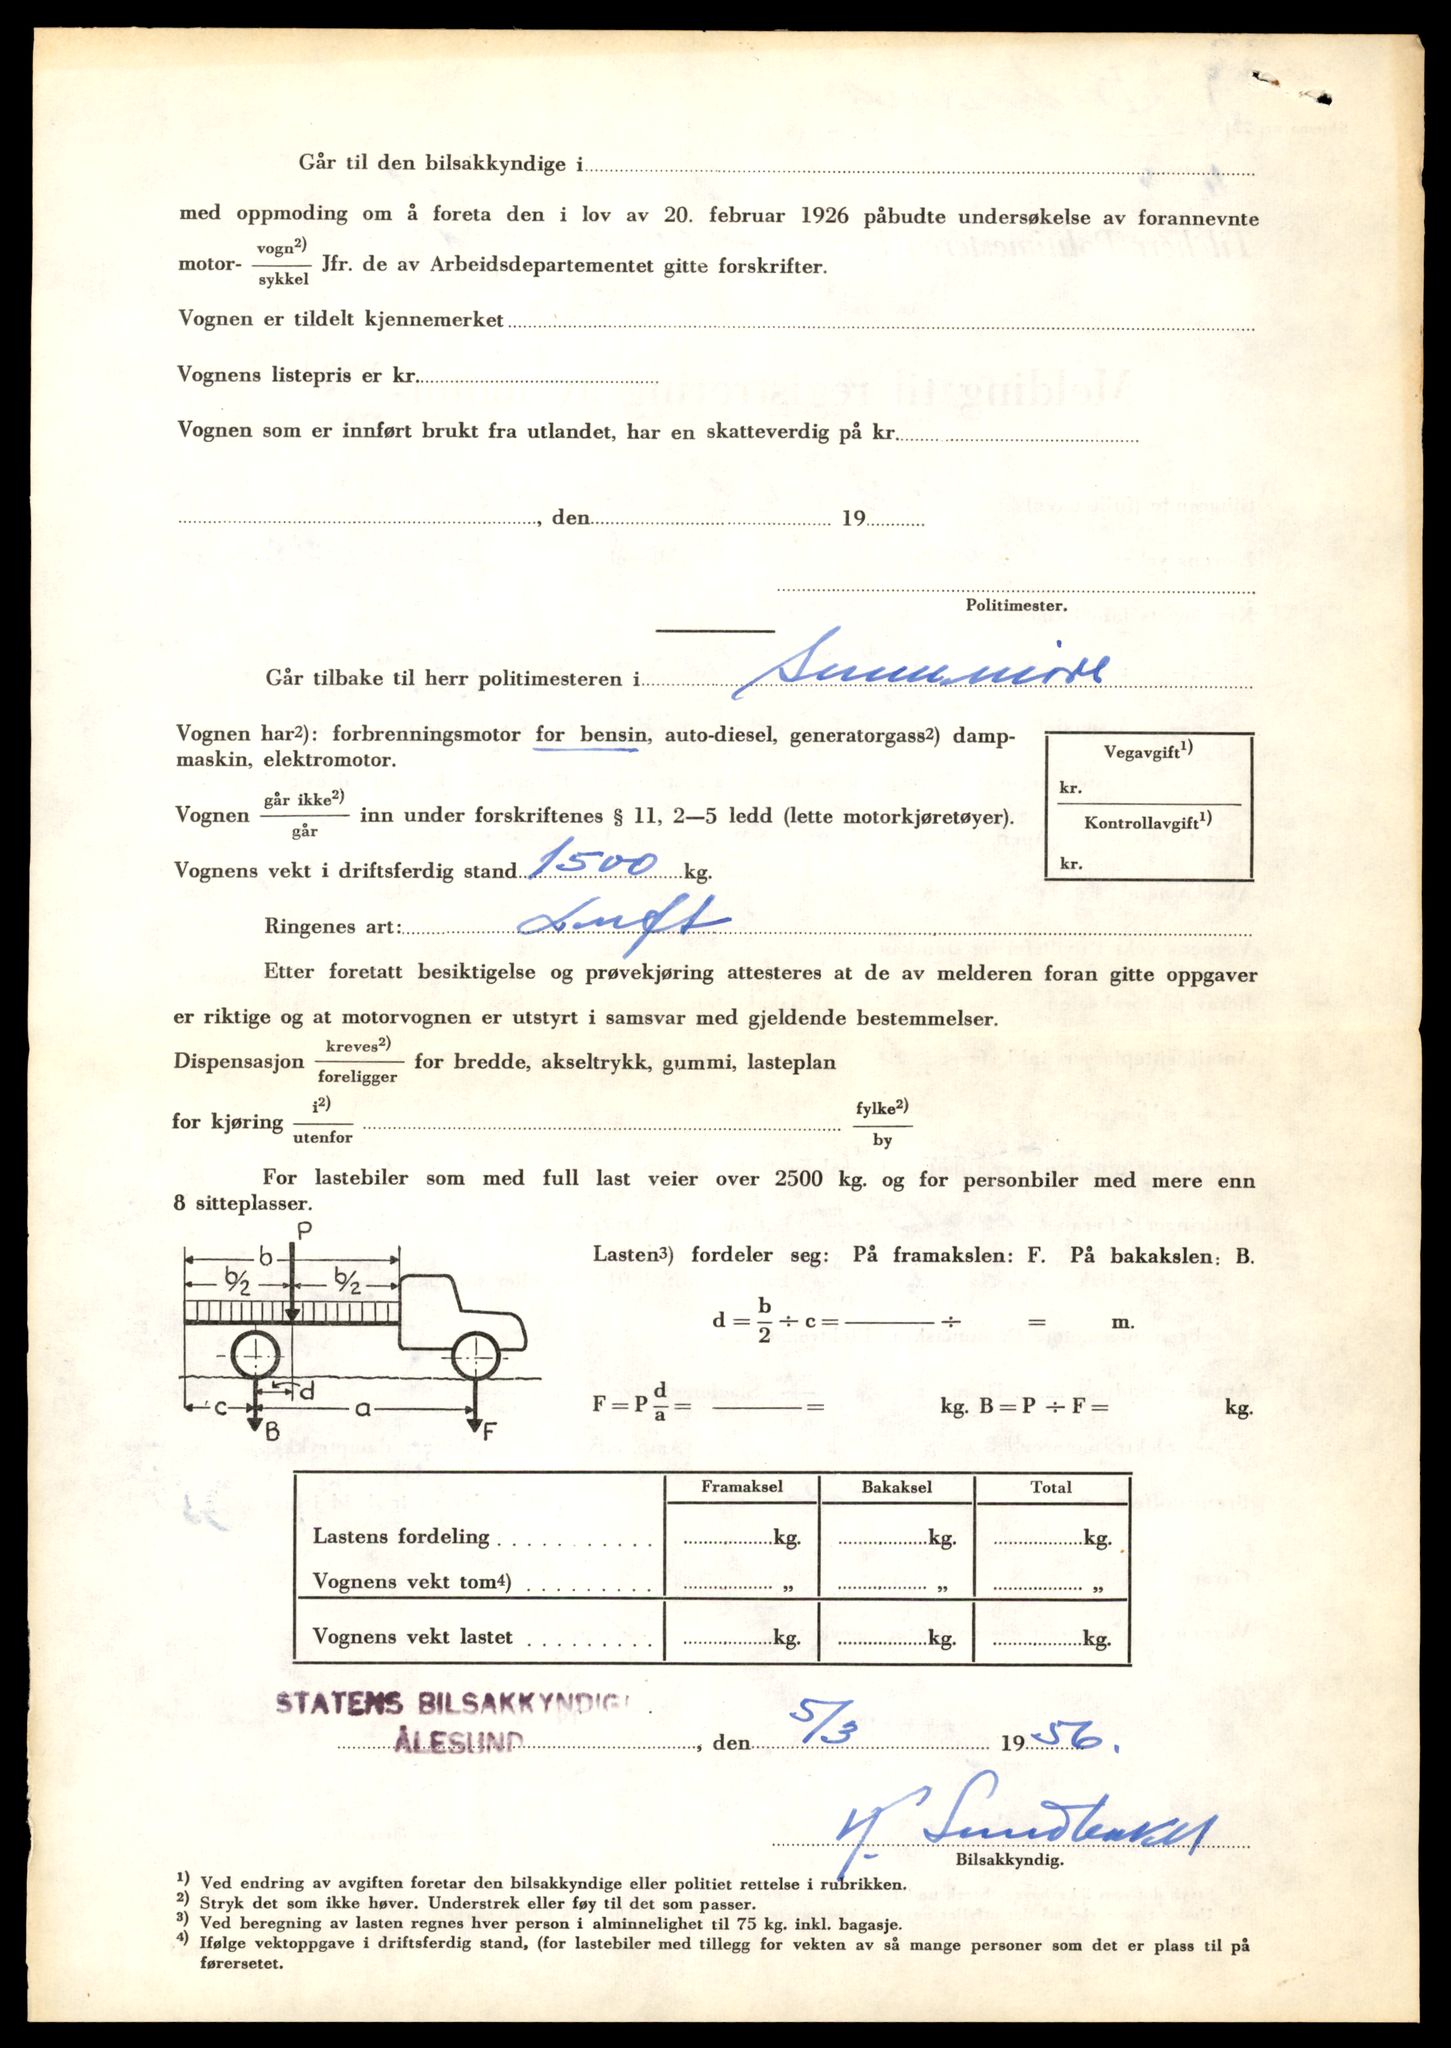 Går til den bilsakkyndige i
med oppmoding om å foreta den i lov av 20. februar 1926 påbudte undersøkelse av forannevnte
motor- vogn²)/sykkel Jfr. de av Arbeidsdepartementet gitte forskrifter.
Vognen er tildelt kjennemerket
Vognens listepris er kr.
Vognen som er innført brukt fra utlandet, har en skatteverdig på kr.
, den 19
Politimester.
Går tilbake til herr politimesteren i Sunnmøre
Vognen har²): forbrenningsmotor for bensin, auto-diesel, generatorgass²) damp-
maskin, elektromotor.
Vegavgift¹)
kr.
Kontrollavgift¹)
kr.
Vognen går ikke²)/går inn under forskriftenes § 11, 2—5 ledd (lette motorkjøretøyer).
Vognens vekt i driftsferdig stand 1500 kg.
Ringenes art: Luft
Etter foretatt besiktigelse og prøvekjøring attesteres at de av melderen foran gitte oppgaver
er riktige og at motorvognen er utstyrt i samsvar med gjeldende bestemmelser.
Dispensasjon kreves²)/foreligger for bredde, akseltrykk, gummi, lasteplan
for kjøring i²)/utenfor fylke²)/by
For lastebiler som med full last veier over 2500 kg. og for personbiler med mere enn
8 sitteplasser.
P
b
b/2 b/2
d
c a
B F
Lasten³) fordeler seg: På framakslen: F. På bakakslen: B.
d = b/2 ÷ c = ——— ÷ = m.
F = P d/a = ——— = kg. B = P ÷ F = kg.
Framaksel Bakaksel Total
Lastens fordeling kg. kg. kg.
Vognens vekt tom⁴) „ „ „
Vognens vekt lastet kg. kg. kg.
STATENS BILSAKKYNDIG
ÅLESUND, den 5/3 1956.
Sundbakk
Bilsakkyndig.
¹) Ved endring av avgiften foretar den bilsakkyndige eller politiet rettelse i rubrikken.
²) Stryk det som ikke høver. Understrek eller føy til det som passer.
³) Ved beregning av lasten regnes hver person i alminnelighet til 75 kg. inkl. bagasje.
⁴) Ifølge vektoppgave i driftsferdig stand, (for lastebiler med tillegg for vekten av så mange personer som det er plass til på
førersetet.